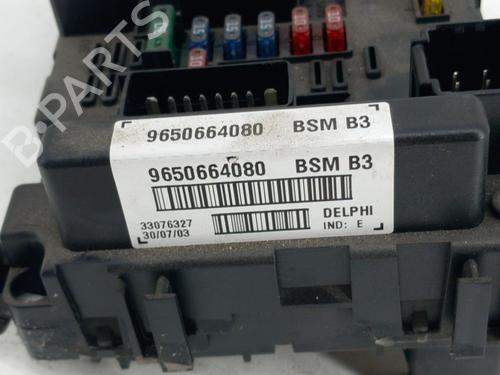 9650664080 BSM B3
9650664080 BSM B3
33076327
30/07/03
DELPHI
IND: E
B-PARTS